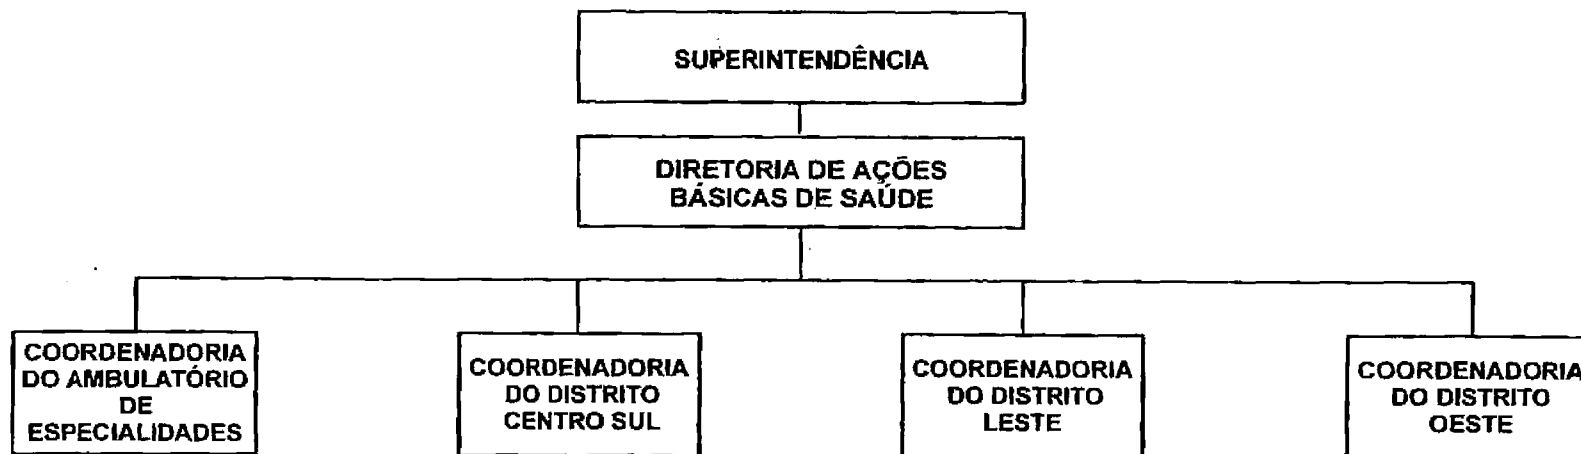 SUPERINTENDÊNCIA
DIRETORIA DE AÇÕES
BÁSICAS DE SAÚDE
COORDENADORIA
DO AMBULATÓRIO
DE
ESPECIALIDADES
COORDENADORIA
DO DISTRITO
CENTRO SUL
COORDENADORIA
DO DISTRITO
LESTE
COORDENADORIA
DO DISTRITO
OESTE